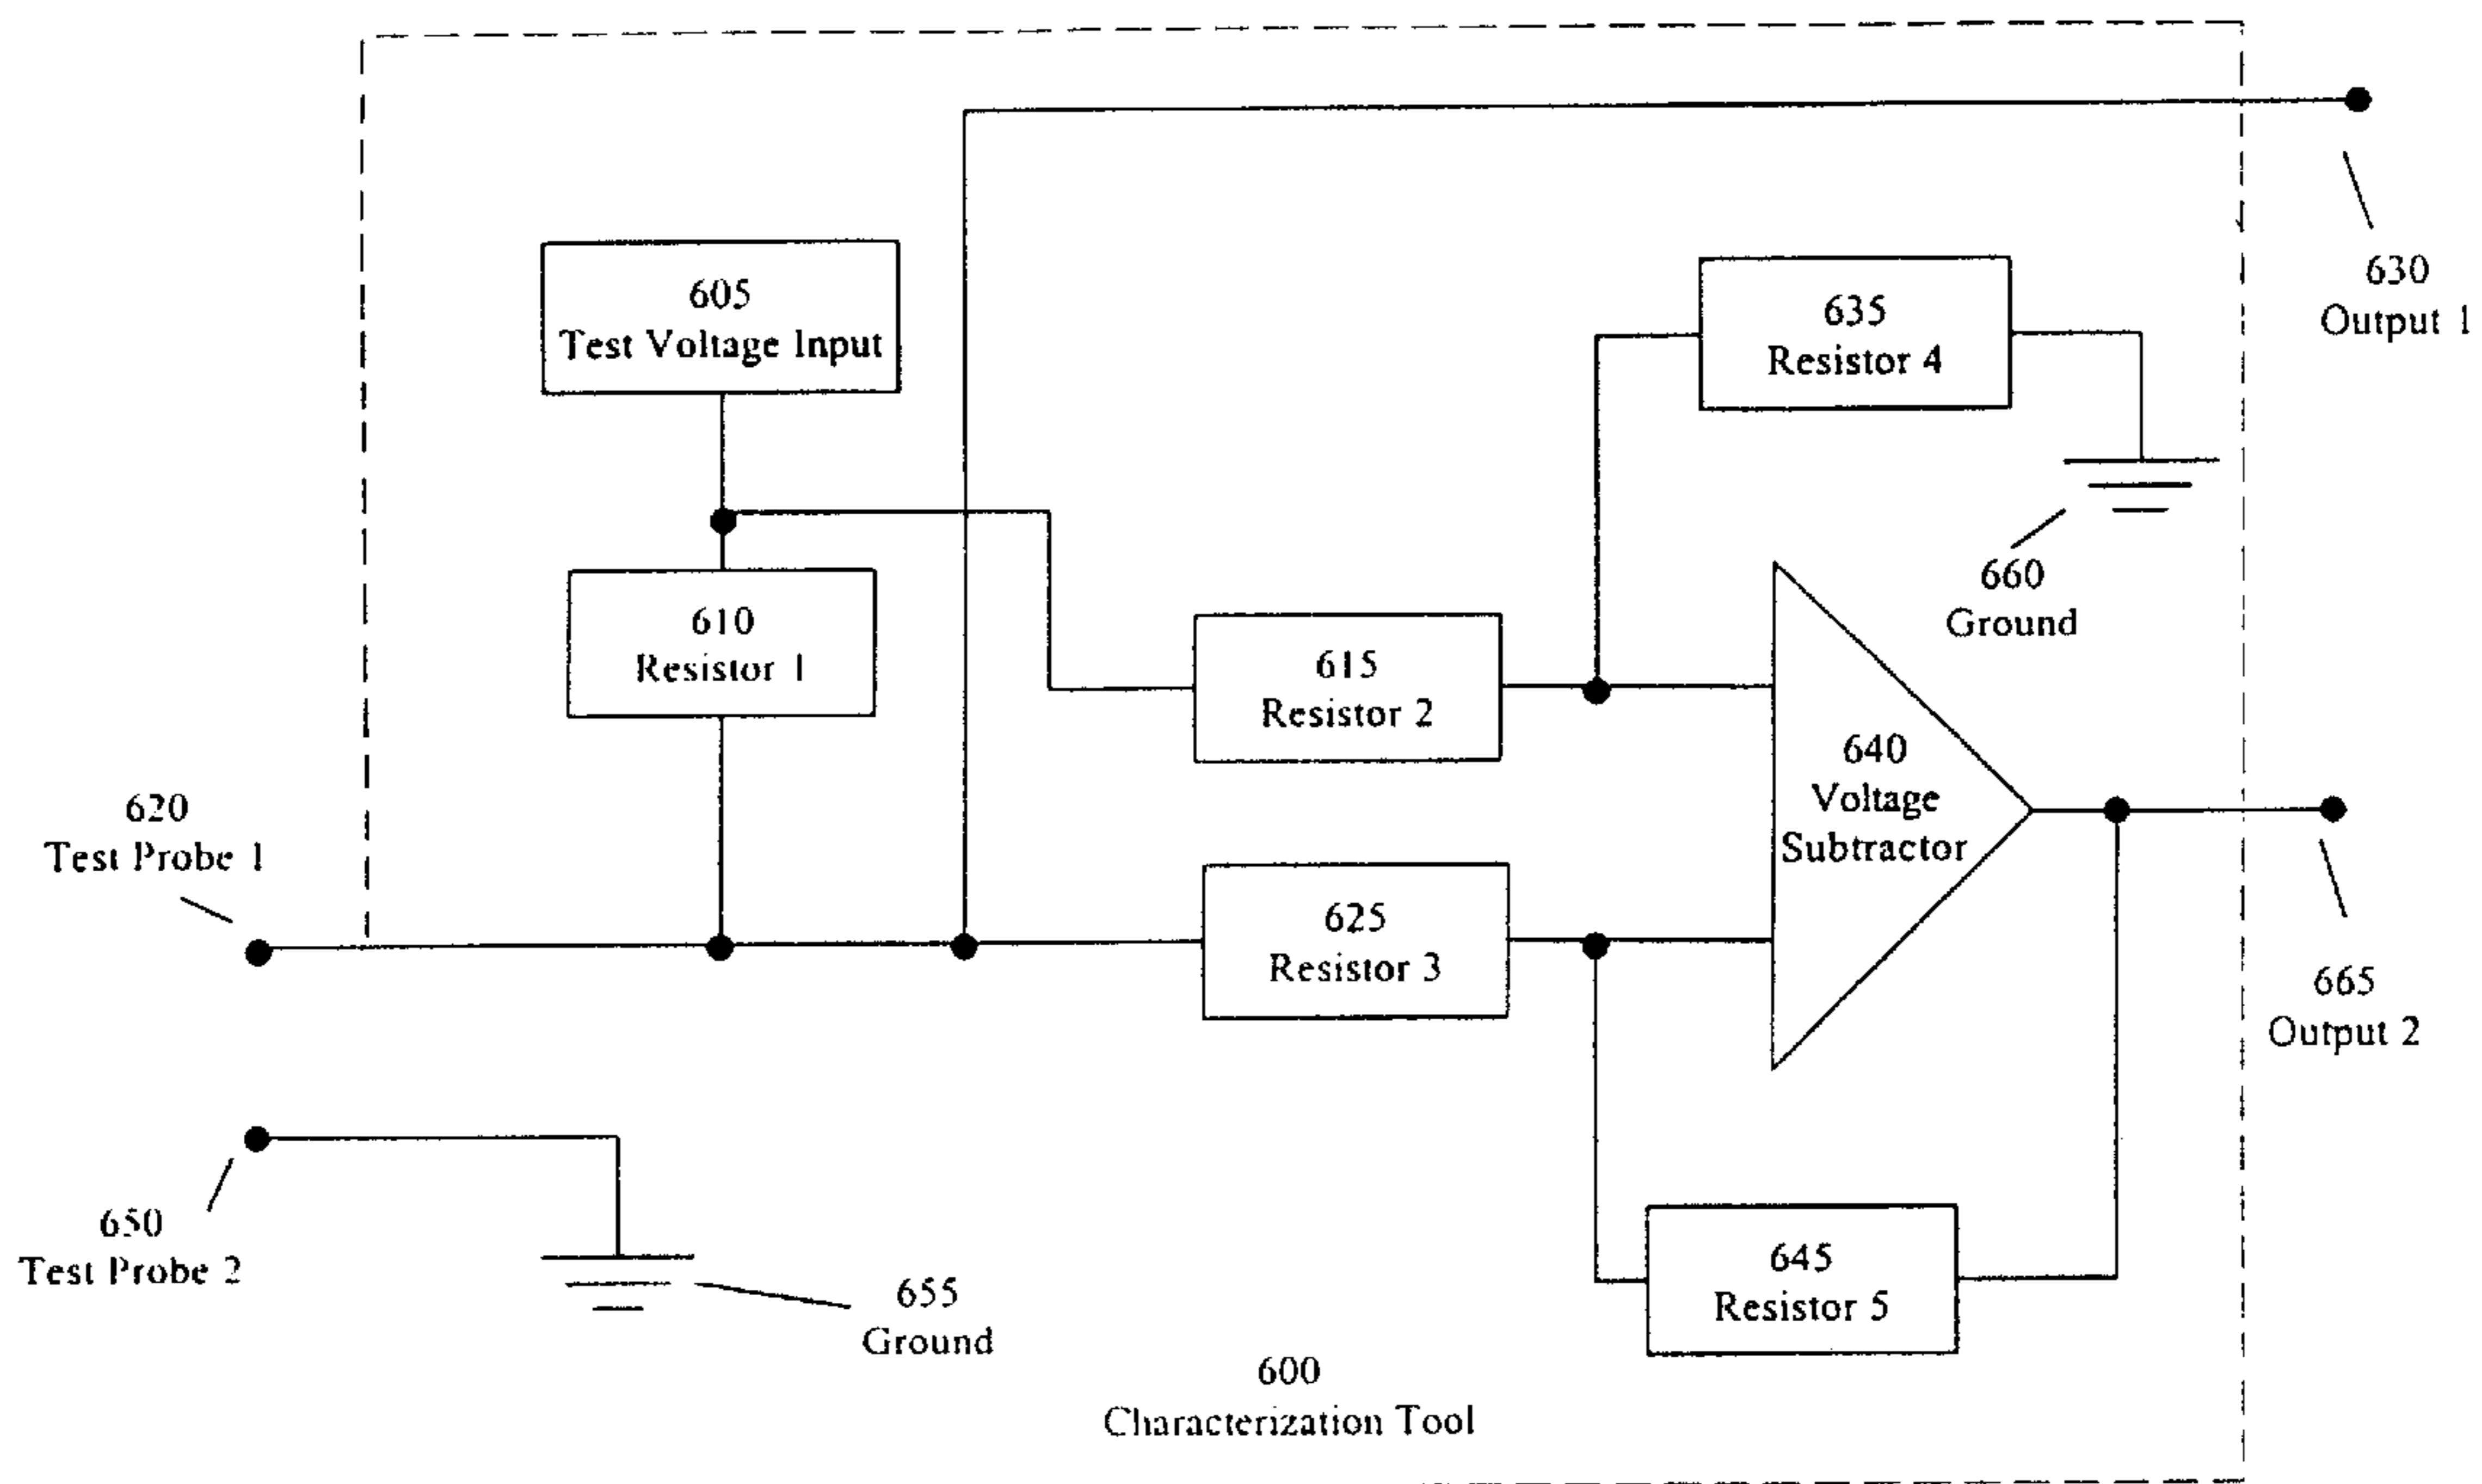 630
Output 1
605
Test Voltage Input
635
Resistor 4
660
Ground
610
Resistor 1
615
Resistor 2
640
Voltage
Subtractor
620
Test Probe 1
625
Resistor 3
665
Output 2
650
Test Probe 2
655
Ground
645
Resistor 5
600
Characterization Tool